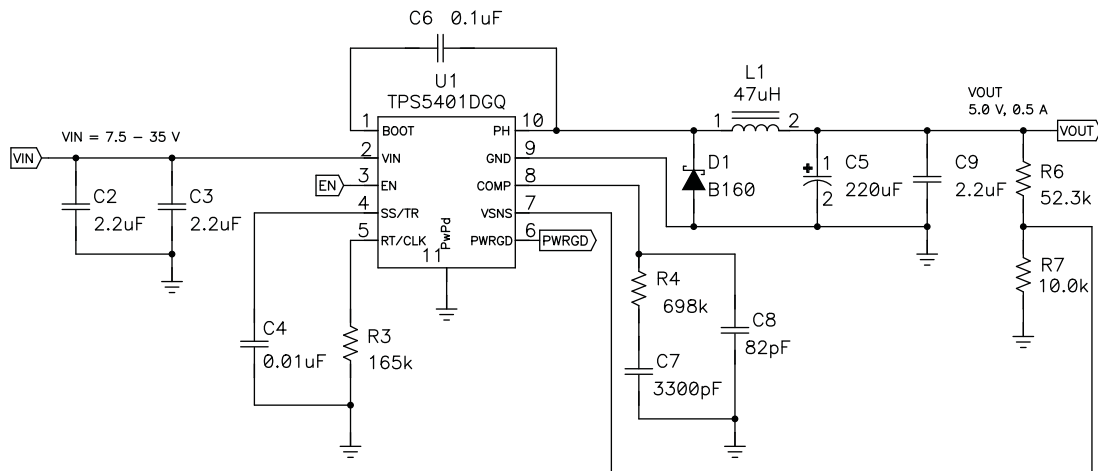 C6 0.1uF
U1
TPS5401DGQ
L1
47uH
VOUT
5.0 V, 0.5 A
VIN = 7.5 – 35 V
1 BOOT
PH 10
1 2
VOUT
VIN
2 VIN
GND 9
EN
3 EN
COMP 8
D1
B160
+ 1
2
C5
220uF
C9
2.2uF
R6
52.3k
C2
2.2uF
C3
2.2uF
4 SS/TR
VSNS 7
5 RT/CLK
PWRGD 6
PWRGD
11
PwPd
R4
698k
R7
10.0k
C4
0.01uF
R3
165k
C8
82pF
C7
3300pF